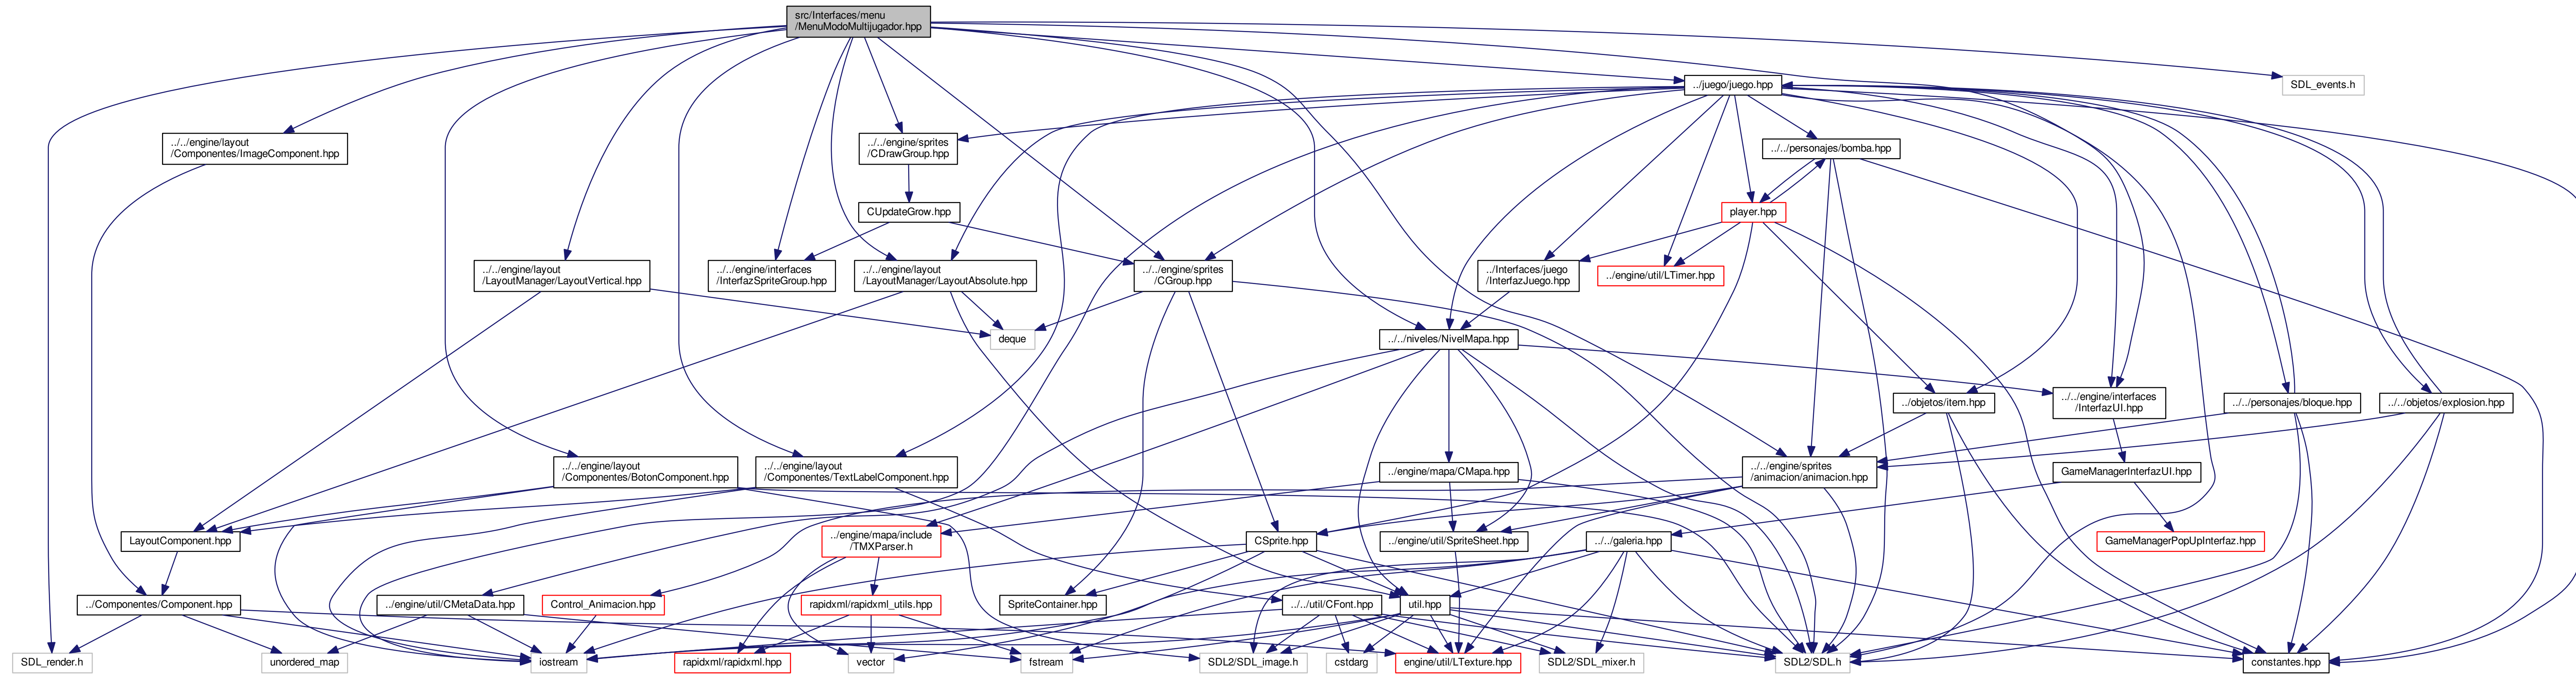 src/Interfaces/menu
/MenuModoMultijugador.hpp
../juego/juego.hpp
SDL_events.h
../../engine/layout
/Componentes/ImageComponent.hpp
../../engine/sprites
/CDrawGroup.hpp
../../personajes/bomba.hpp
CUpdateGrow.hpp
player.hpp
../../engine/layout
/LayoutManager/LayoutVertical.hpp
../../engine/interfaces
/InterfazSpriteGroup.hpp
../../engine/layout
/LayoutManager/LayoutAbsolute.hpp
../../engine/sprites
/CGroup.hpp
../Interfaces/juego
/InterfazJuego.hpp
../engine/util/LTimer.hpp
deque
../../niveles/NivelMapa.hpp
../objetos/item.hpp
../../engine/interfaces
/InterfazUI.hpp
../../personajes/bloque.hpp
../../objetos/explosion.hpp
../../engine/layout
/Componentes/BotonComponent.hpp
../../engine/layout
/Componentes/TextLabelComponent.hpp
../engine/mapa/CMapa.hpp
../../engine/sprites
/animacion/animacion.hpp
GameManagerInterfazUI.hpp
LayoutComponent.hpp
../engine/mapa/include
/TMXParser.h
CSprite.hpp
../engine/util/SpriteSheet.hpp
../../galeria.hpp
GameManagerPopUpInterfaz.hpp
../Componentes/Component.hpp
../engine/util/CMetaData.hpp
Control_Animacion.hpp
rapidxml/rapidxml_utils.hpp
SpriteContainer.hpp
../../util/CFont.hpp
util.hpp
SDL_render.h
unordered_map
iostream
rapidxml/rapidxml.hpp
vector
fstream
SDL2/SDL_image.h
cstdarg
engine/util/LTexture.hpp
SDL2/SDL_mixer.h
SDL2/SDL.h
constantes.hpp